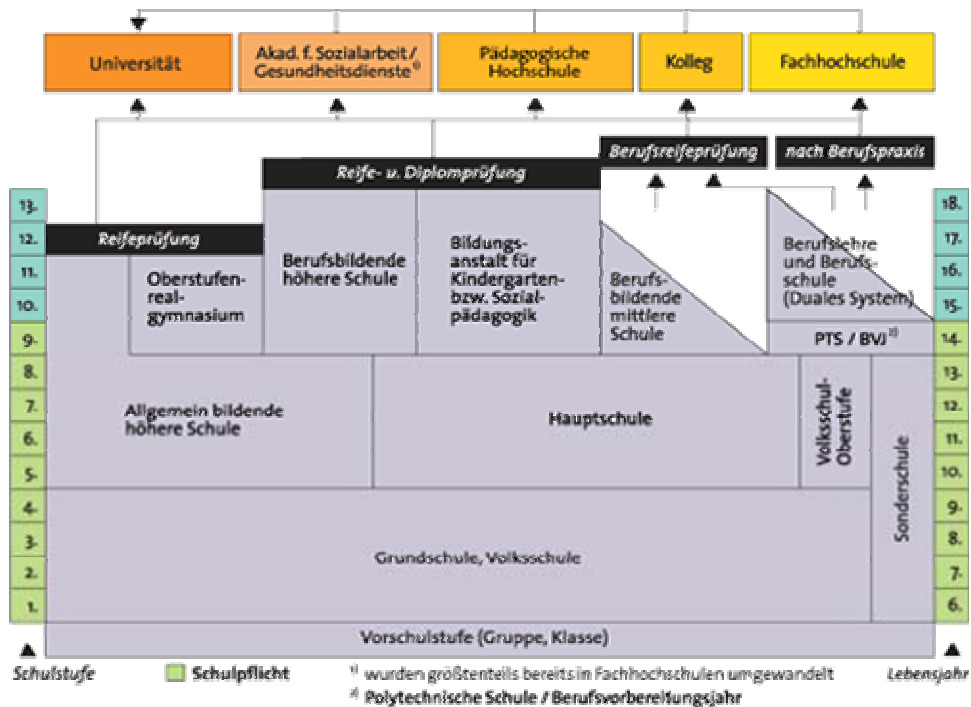 Universität
Akad. f. Sozialarbeit /
Gesundheitsdienste¹⁾
Pädagogische
Hochschule
Kolleg
Fachhochschule
Berufsreifeprüfung
nach Berufspraxis
Reife- u. Diplomprüfung
Reifeprüfung
13.
12.
11.
10.
9.
8.
7.
6.
5.
4.
3.
2.
1.
18.
17.
16.
15.
14.
13.
12.
11.
10.
9.
8.
7.
6.
Oberstufen-
real-
gymnasium
Berufsbildende
höhere Schule
Bildungs-
anstalt für
Kindergarten-
bzw. Sozial-
pädagogik
Berufs-
bildende
mittlere
Schule
Berufslehre
und Berufs-
schule
(Duales System)
PTS / BVJ²⁾
Allgemein bildende
höhere Schule
Hauptschule
Volksschul-
Oberstufe
Sonderschule
Grundschule, Volksschule
Vorschulstufe (Gruppe, Klasse)
Schulstufe
Schulpflicht
¹⁾ wurden größtenteils bereits in Fachhochschulen umgewandelt
Lebensjahr
²⁾ Polytechnische Schule / Berufsvorbereitungsjahr